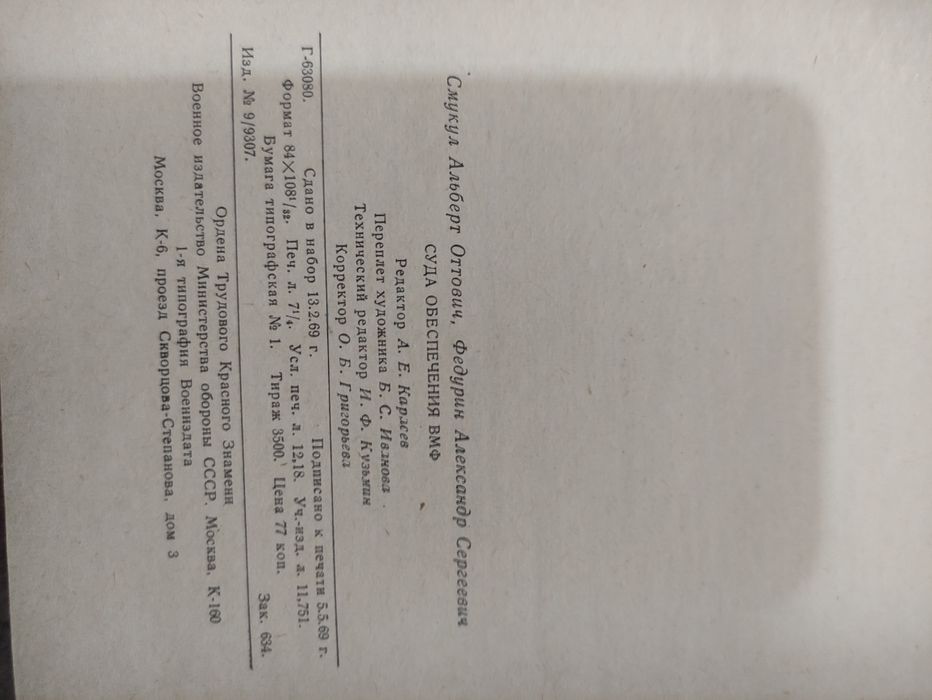 Смукул Альберт Оттович, Федурин Александр Сергеевич
СУДА ОБЕСПЕЧЕНИЯ ВМФ
Редактор А. Е. Карпсев
Переплет художника Б. С. Иванова
Технический редактор И. Ф. Кузьмин
Корректор О. Б. Григорьева
Г-63080. Сдано в набор 13.2.69 г. Подписано к печати 5.5.69 г.
Формат 84×108¹/₃₂. Печ. л. 7¹/₄. Усл. печ. л. 12,18. Уч.-изд. л. 11,751.
Бумага типографская № 1. Тираж 3500. Цена 77 коп.
Изд. № 9/9307. Зак. 634.
Ордена Трудового Красного Знамени
Военное издательство Министерства обороны СССР. Москва, К-160
1-я типография Воениздата
Москва, К-6, проезд Скворцова-Степанова, дом 3